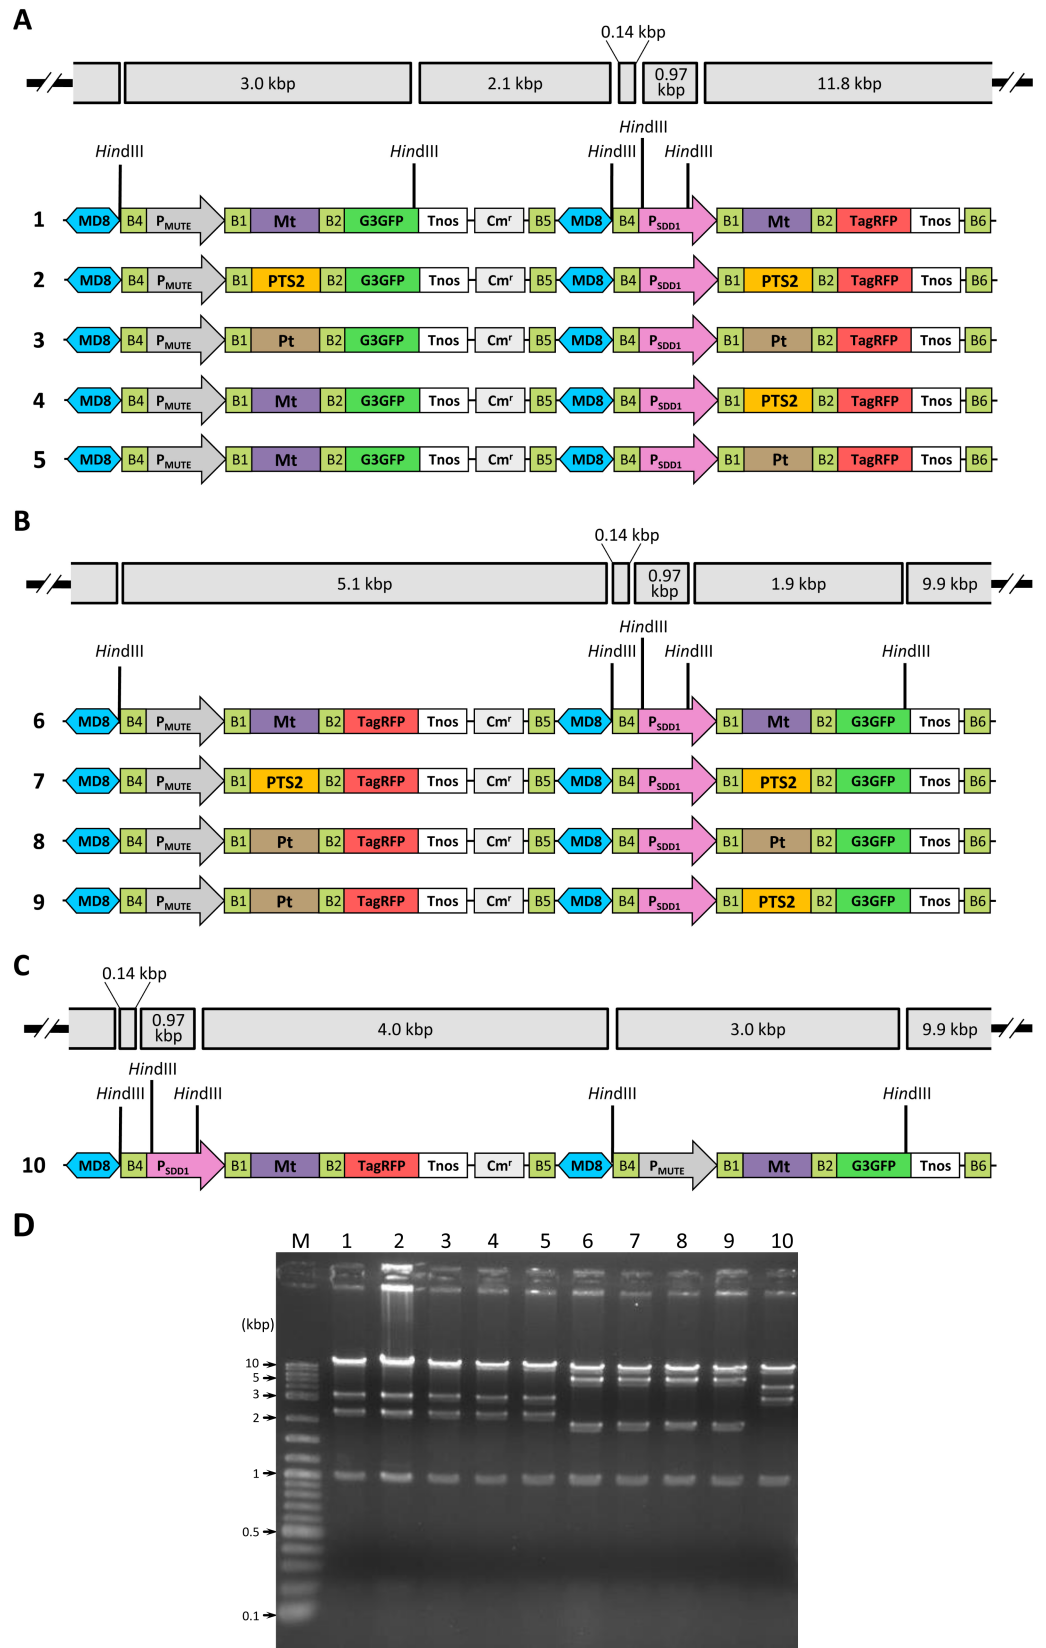 A
0.14 kbp
3.0 kbp 2.1 kbp 0.97 kbp 11.8 kbp
HindIII
HindIII HindIII HindIII HindIII
1 MD8 B4 PMUTE B1 Mt B2 G3GFP Tnos Cmr B5 MD8 B4 PSDD1 B1 Mt B2 TagRFP Tnos B6
2 MD8 B4 PMUTE B1 PTS2 B2 G3GFP Tnos Cmr B5 MD8 B4 PSDD1 B1 PTS2 B2 TagRFP Tnos B6
3 MD8 B4 PMUTE B1 Pt B2 G3GFP Tnos Cmr B5 MD8 B4 PSDD1 B1 Pt B2 TagRFP Tnos B6
4 MD8 B4 PMUTE B1 Mt B2 G3GFP Tnos Cmr B5 MD8 B4 PSDD1 B1 PTS2 B2 TagRFP Tnos B6
5 MD8 B4 PMUTE B1 Mt B2 G3GFP Tnos Cmr B5 MD8 B4 PSDD1 B1 Pt B2 TagRFP Tnos B6
B
0.14 kbp
5.1 kbp 0.97 kbp 1.9 kbp 9.9 kbp
HindIII
HindIII HindIII HindIII HindIII
6 MD8 B4 PMUTE B1 Mt B2 TagRFP Tnos Cmr B5 MD8 B4 PSDD1 B1 Mt B2 G3GFP Tnos B6
7 MD8 B4 PMUTE B1 PTS2 B2 TagRFP Tnos Cmr B5 MD8 B4 PSDD1 B1 PTS2 B2 G3GFP Tnos B6
8 MD8 B4 PMUTE B1 Pt B2 TagRFP Tnos Cmr B5 MD8 B4 PSDD1 B1 Pt B2 G3GFP Tnos B6
9 MD8 B4 PMUTE B1 Pt B2 TagRFP Tnos Cmr B5 MD8 B4 PSDD1 B1 PTS2 B2 G3GFP Tnos B6
C
0.14 kbp
0.97 kbp 4.0 kbp 3.0 kbp 9.9 kbp
HindIII
HindIII HindIII HindIII HindIII
10 MD8 B4 PSDD1 B1 Mt B2 TagRFP Tnos Cmr B5 MD8 B4 PMUTE B1 Mt B2 G3GFP Tnos B6
D
M 1 2 3 4 5 6 7 8 9 10
(kbp)
10
5
3
2
1
0.5
0.1